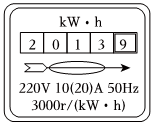 kW · h
2 0 1 3 9
220V 10(20)A 50Hz
3000r/(kW · h)